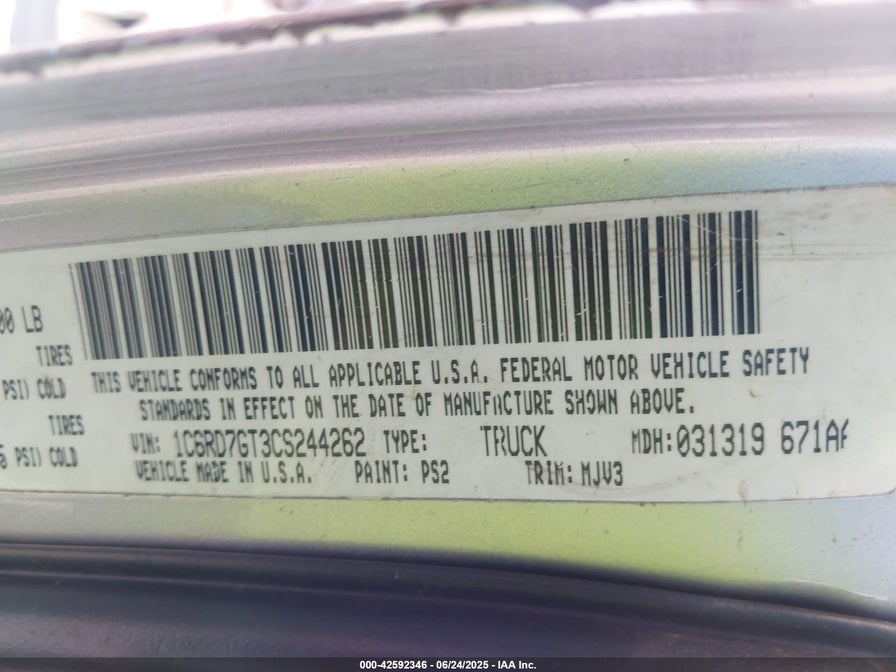 00 LB
TIRES
PSI) COLD
TIRES
PSI) COLD
THIS VEHICLE CONFORMS TO ALL APPLICABLE U.S.A. FEDERAL MOTOR VEHICLE SAFETY
STANDARDS IN EFFECT ON THE DATE OF MANUFACTURE SHOWN ABOVE.
VIN: 1C6RD7GT3CS244262 TYPE: TRUCK MDH:031319 671AA
VEHICLE MADE IN U.S.A. PAINT: PS2 TRIM: MJV3
000-42592346 - 06/24/2025 - IAA Inc.